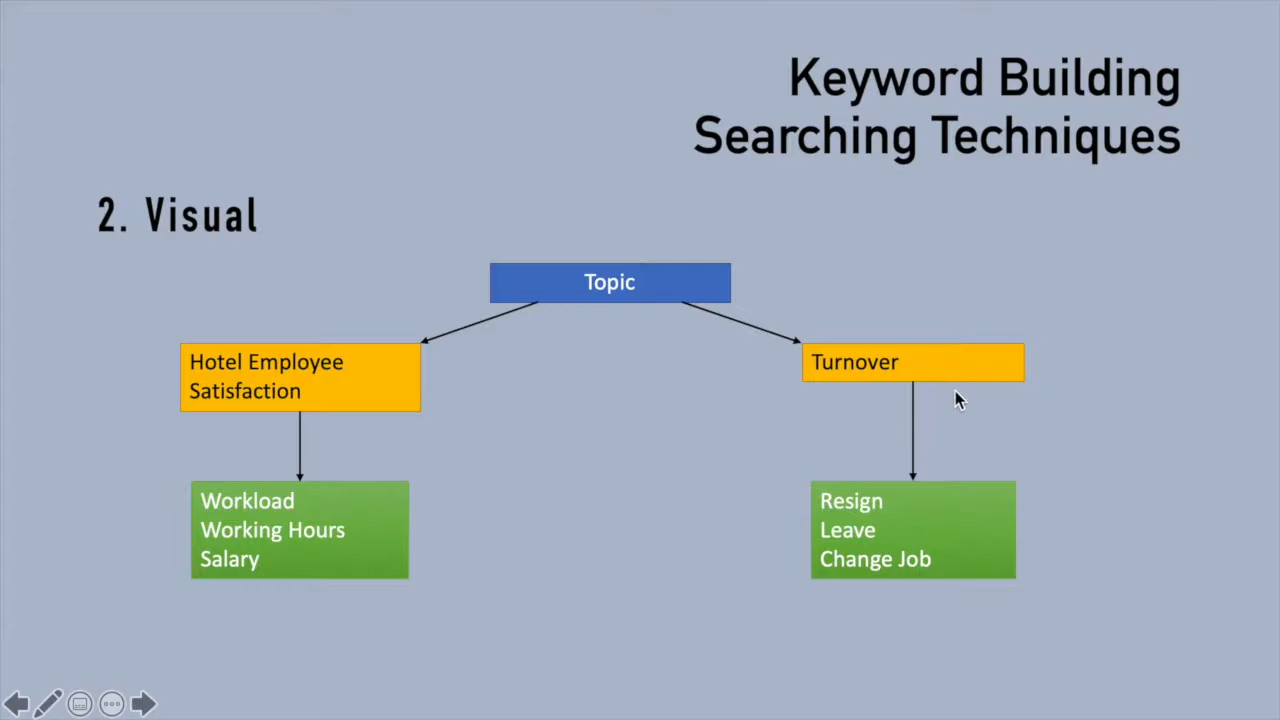 Keyword Building
Searching Techniques
2. Visual
Topic
Hotel Employee
Satisfaction
Turnover
Workload
Working Hours
Salary
Resign
Leave
Change Job